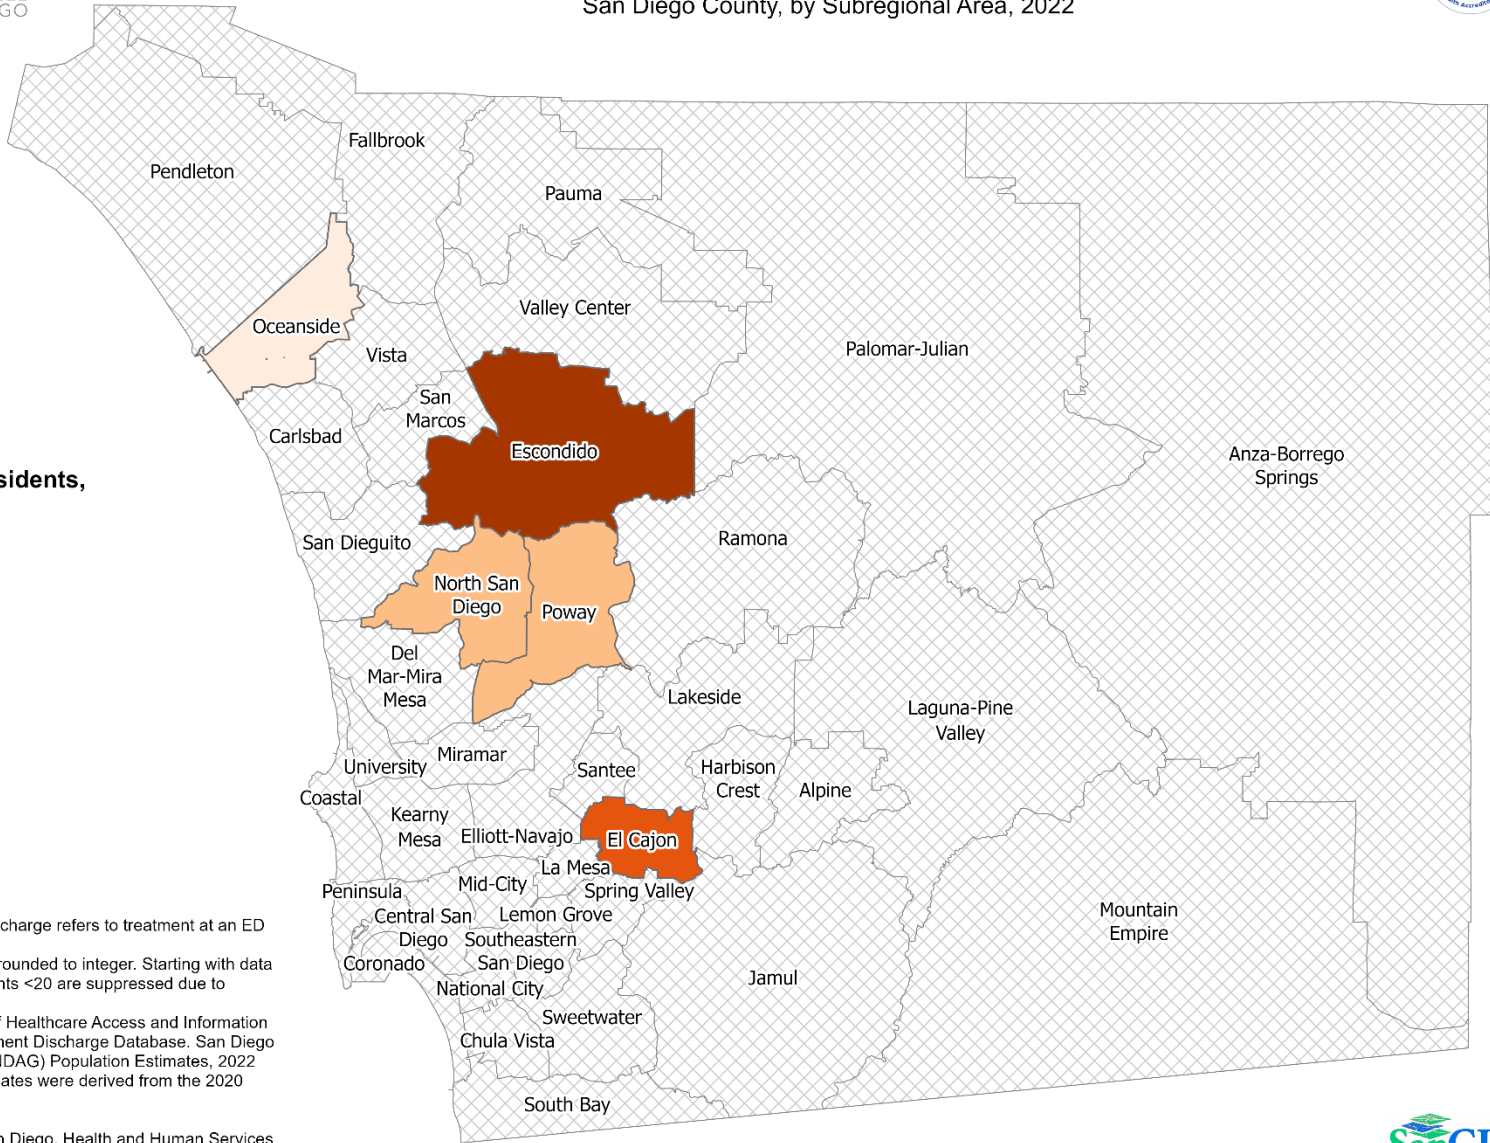 GO
San Diego County, by Subregional Area, 2022
Fallbrook
Pendleton
Pauma
Valley Center
Oceanside
Vista
Palomar-Julian
San
Marcos
Carlsbad
Escondido
Anza-Borrego
Springs
sidents,
San Dieguito
Ramona
North San
Diego
Poway
Del
Mar-Mira
Mesa
Lakeside
Laguna-Pine
Valley
Miramar
University
Santee
Harbison
Crest
Alpine
Coastal
Kearny
Mesa
Elliott-Navajo
El Cajon
La Mesa
Peninsula
Mid-City
Spring Valley
Central San
Diego
Lemon Grove
Southeastern
San Diego
Coronado
National City
Mountain
Empire
Jamul
Sweetwater
Chula Vista
South Bay
charge refers to treatment at an ED
rounded to integer. Starting with data
nts <20 are suppressed due to
f Healthcare Access and Information
nent Discharge Database. San Diego
NDAG) Population Estimates, 2022
ates were derived from the 2020
n Diego, Health and Human Services